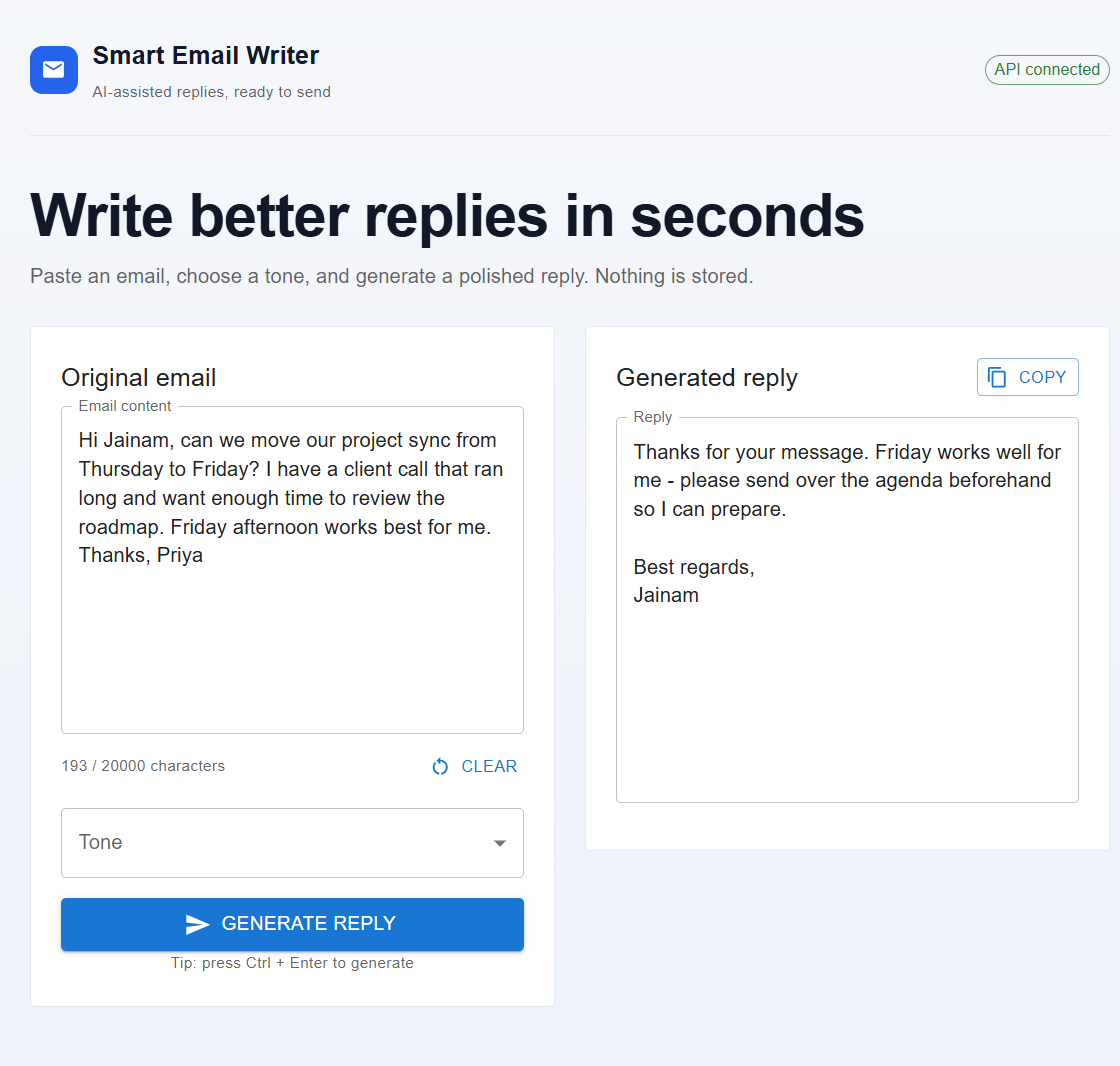 Smart Email Writer
AI-assisted replies, ready to send
API connected
Write better replies in seconds
Paste an email, choose a tone, and generate a polished reply. Nothing is stored.
Original email
Email content
Hi Jainam, can we move our project sync from
Thursday to Friday? I have a client call that ran
long and want enough time to review the
roadmap. Friday afternoon works best for me.
Thanks, Priya
193 / 20000 characters
CLEAR
Tone
GENERATE REPLY
Tip: press Ctrl + Enter to generate
Generated reply
COPY
Reply
Thanks for your message. Friday works well for
me - please send over the agenda beforehand
so I can prepare.
Best regards,
Jainam